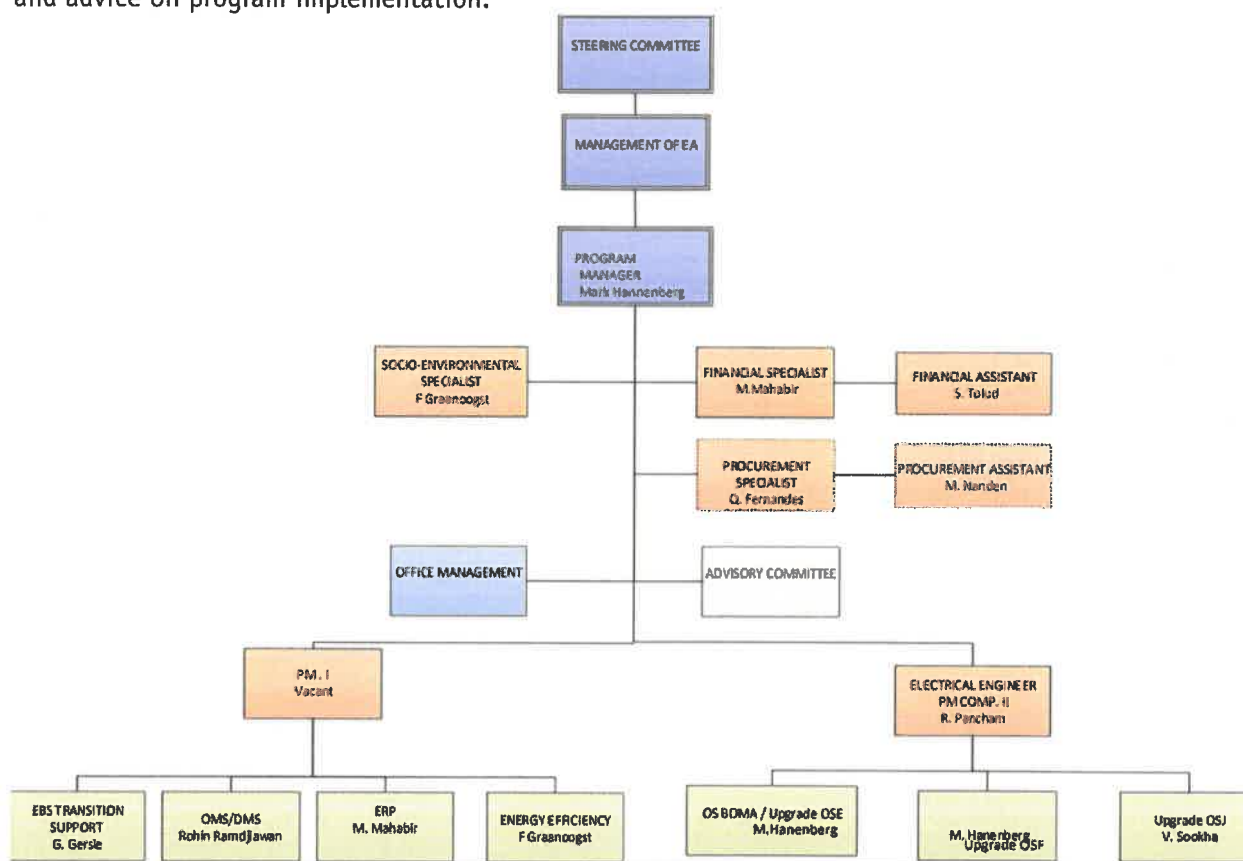 and advice on program implementation.
STEERING COMMITTEE
MANAGEMENT OF EA
PROGRAM
MANAGER
Mark Hannenberg
SOCIO-ENVIRONMENTAL
SPECIALIST
F Graanoogst
FINANCIAL SPECIALIST
M.Mahabir
FINANCIAL ASSISTANT
S. Tulud
PROCUREMENT
SPECIALIST
Q. Fernandes
PROCUREMENT ASSISTANT
M. Nanden
OFFICE MANAGEMENT
ADVISORY COMMITTEE
PM . I
Vacant
ELECTRICAL ENGINEER
PM COMP. II
R. Pancham
EBS TRANSITION
SUPPORT
G. Gersie
OMS/DMS
Rohin Ramdjiawan
ERP
M. Mahabir
ENERGY EFFICIENCY
F Graanoogst
OS BOMA / Upgrade OSE
M.Hanenberg
M. Hanenberg
Upgrade OSF
Upgrade OSJ
V. Sookha